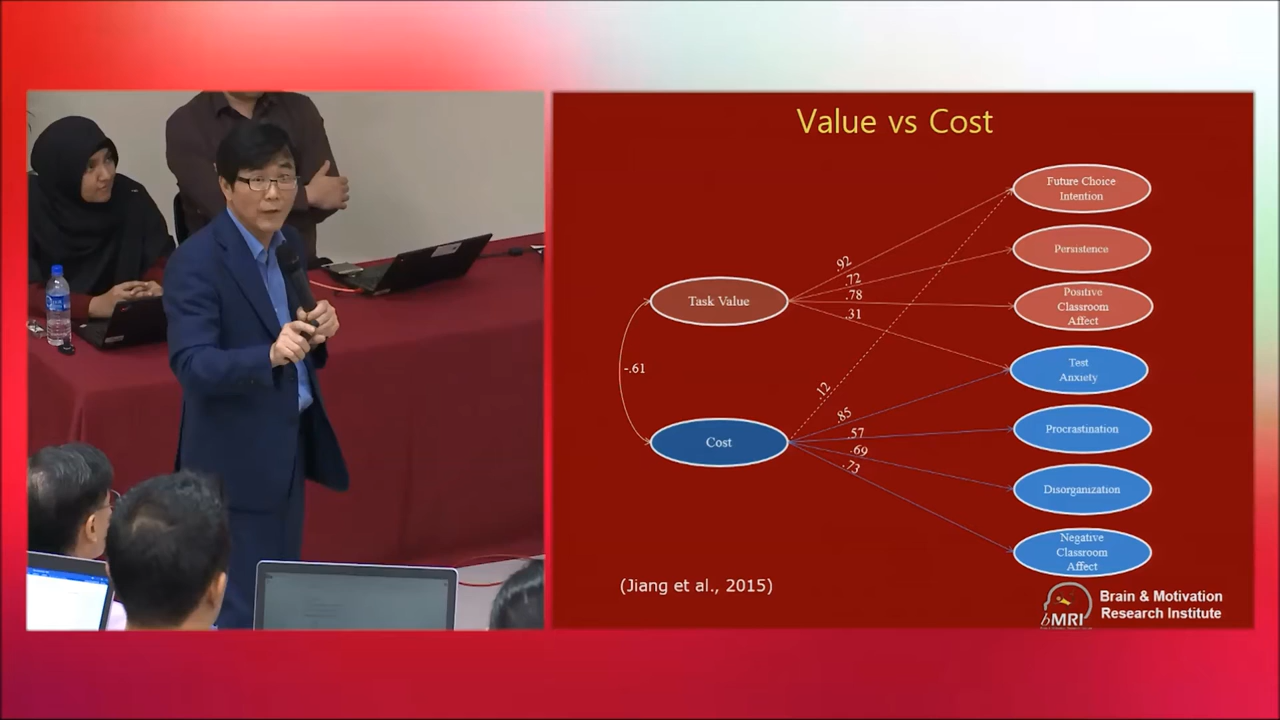 Value vs Cost
Future Choice
Intention
Persistence
Positive
Classroom
Affect
Test
Anxiety
Procrastination
Disorganization
Negative
Classroom
Affect
Task Value
Cost
.92
.72
.78
.31
-.61
.12
.85
.57
.69
.73
(Jiang et al., 2015)
bMRI
Brain & Motivation
Research Institute